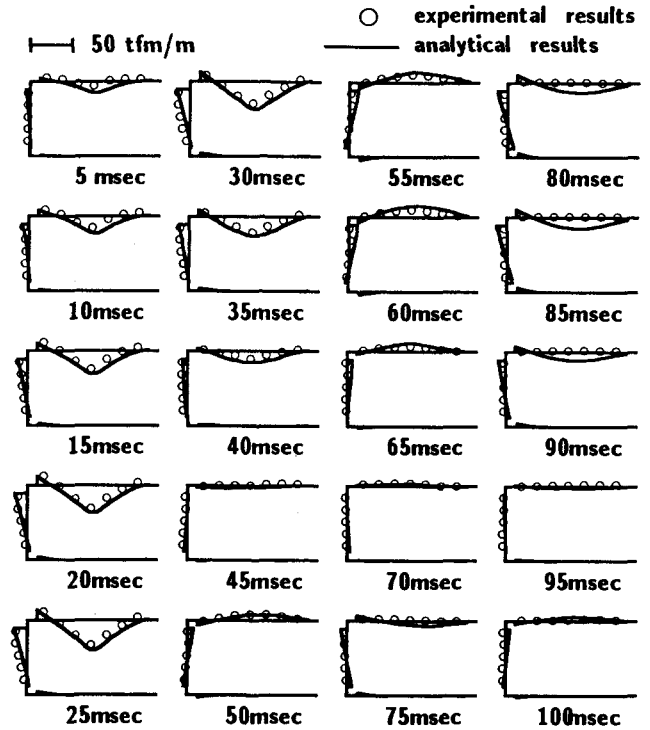 experimental results
50 tfm/m
analytical results
5 msec
30msec
55msec
80msec
10msec
35msec
60msec
85msec
15msec
40msec
65msec
90msec
20msec
45msec
70msec
95msec
25msec
50msec
75msec
100msec